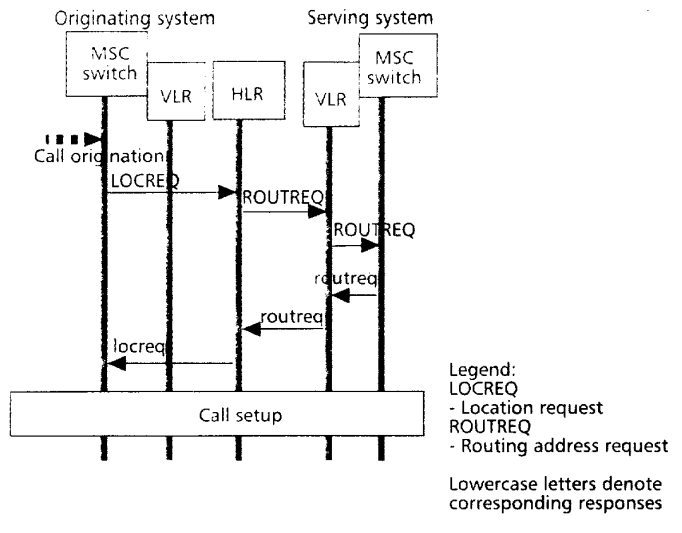 Originating system
Serving system
MSC
switch
VLR
HLR
VLR
MSC
switch
Call origination
LOCREQ
ROUTREQ
ROUTREQ
routreq
routreq
locreq
Call setup
Legend:
LOCREQ
- Location request
ROUTREQ
- Routing address request
Lowercase letters denote
corresponding responses